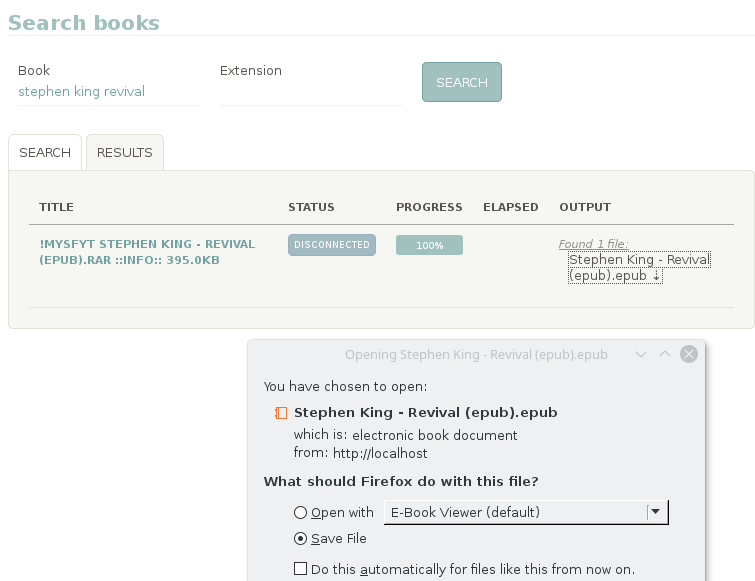 Search books
Book
Extension
stephen king revival
SEARCH
SEARCH
RESULTS
TITLE STATUS PROGRESS ELAPSED OUTPUT
!MYSFYT STEPHEN KING - REVIVAL
(EPUB).RAR ::INFO:: 395.0KB
DISCONNECTED
100%
Found 1 file:
Stephen King - Revival
(epub).epub ↓
Opening Stephen King - Revival (epub).epub
You have chosen to open:
Stephen King - Revival (epub).epub
which is: electronic book document
from: http://localhost
What should Firefox do with this file?
Open with E-Book Viewer (default)
Save File
Do this automatically for files like this from now on.